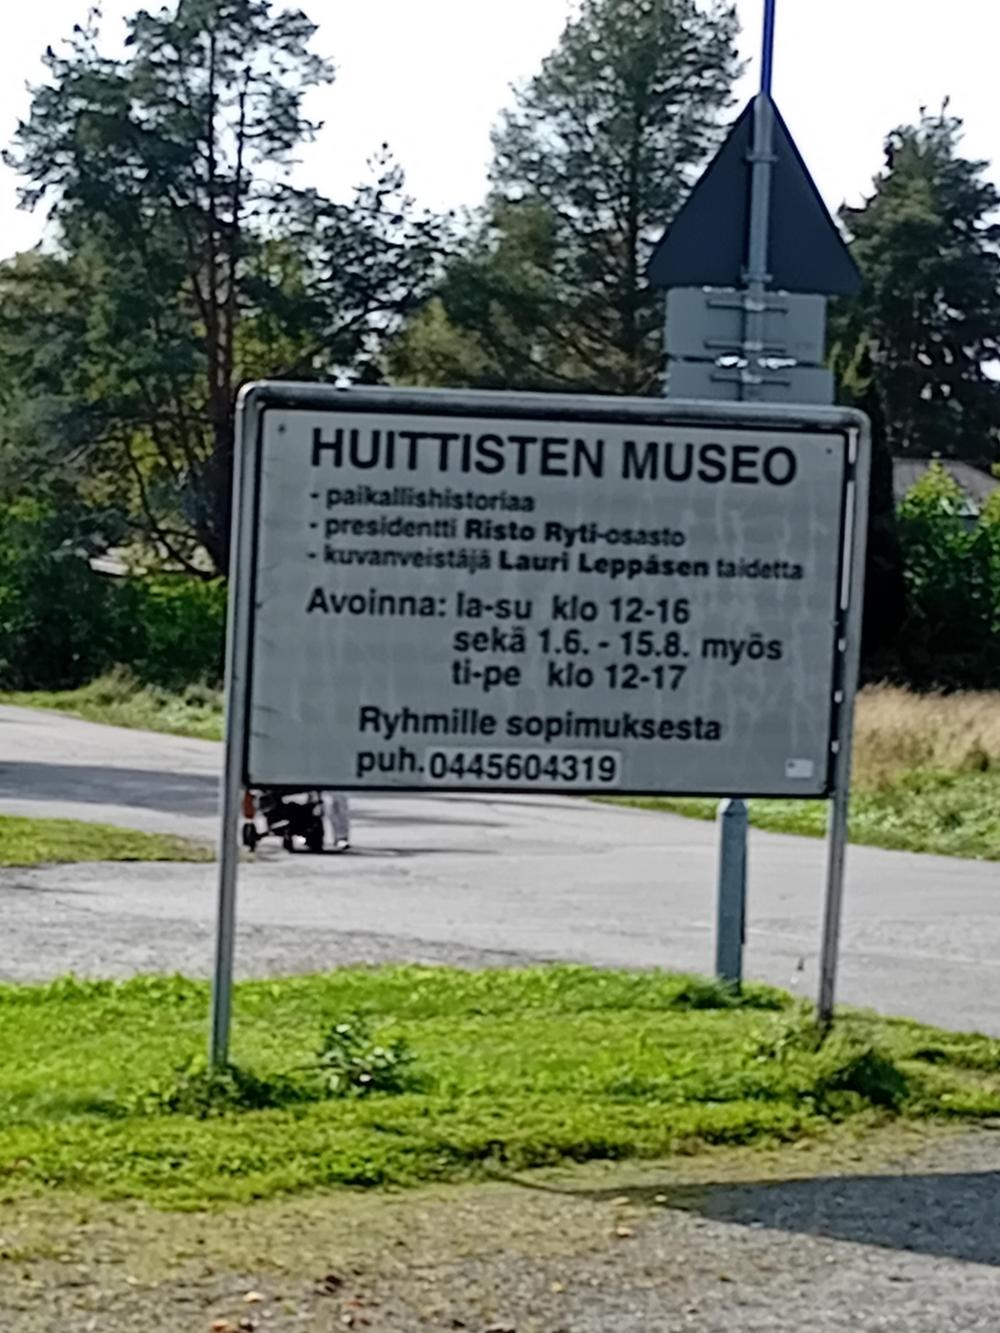 HUITTISTEN MUSEO
- paikallishistoriaa
- presidentti Risto Ryti-osasto
- kuvanveistäjä Lauri Leppäsen taidetta
Avoinna: la-su klo 12-16
sekä 1.6. - 15.8. myös
ti-pe klo 12-17
Ryhmille sopimuksesta
puh. 0445604319